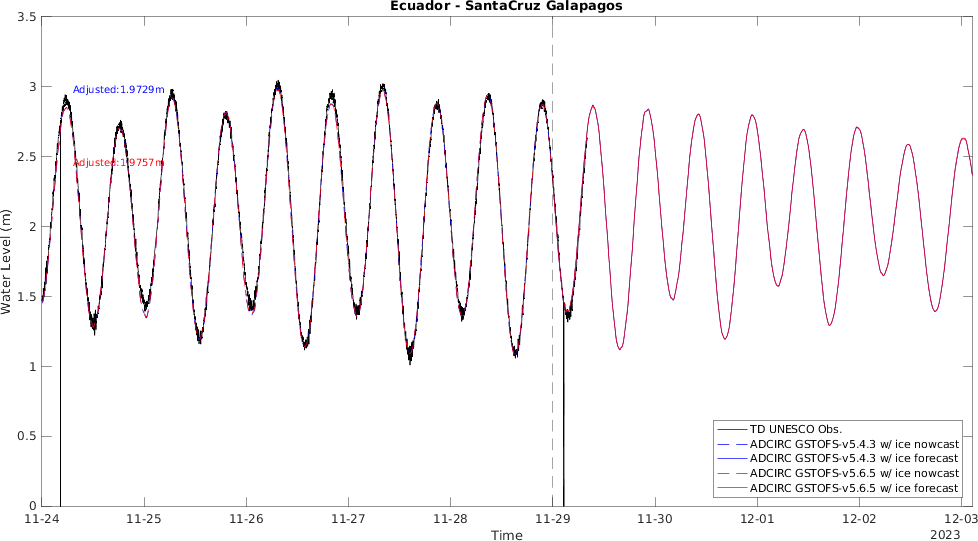 Ecuador - SantaCruz Galapagos
3.5
3
2.5
2
1.5
1
0.5
0
Water Level (m)
Adjusted:1.9729m
Adjusted:1.9757m
TD UNESCO Obs.
ADCIRC GSTOFS-v5.4.3 w/ ice nowcast
ADCIRC GSTOFS-v5.4.3 w/ ice forecast
ADCIRC GSTOFS-v5.6.5 w/ ice nowcast
ADCIRC GSTOFS-v5.6.5 w/ ice forecast
11-24 11-25 11-26 11-27 11-28 11-29 11-30 12-01 12-02 12-03
Time
2023